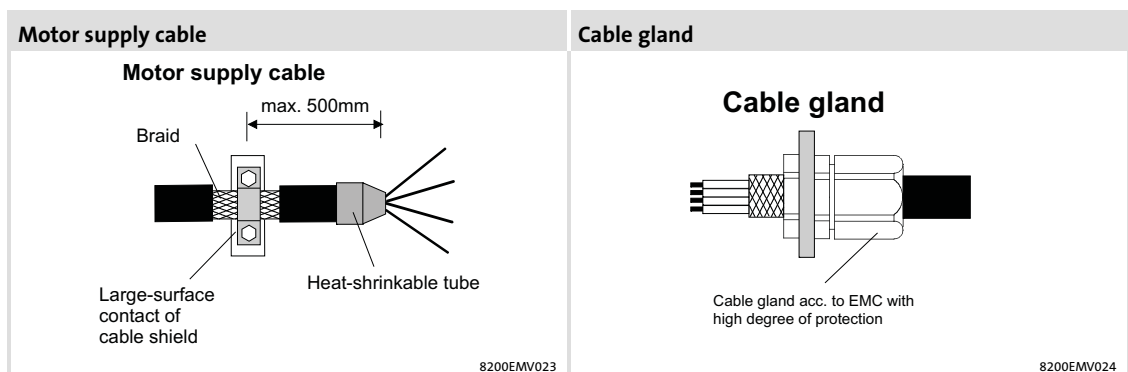 Motor supply cable
Motor supply cable
max. 500mm
Braid
Heat-shrinkable tube
Large-surface
contact of
cable shield
8200EMV023
Cable gland
Cable gland
Cable gland acc. to EMC with
high degree of protection
8200EMV024